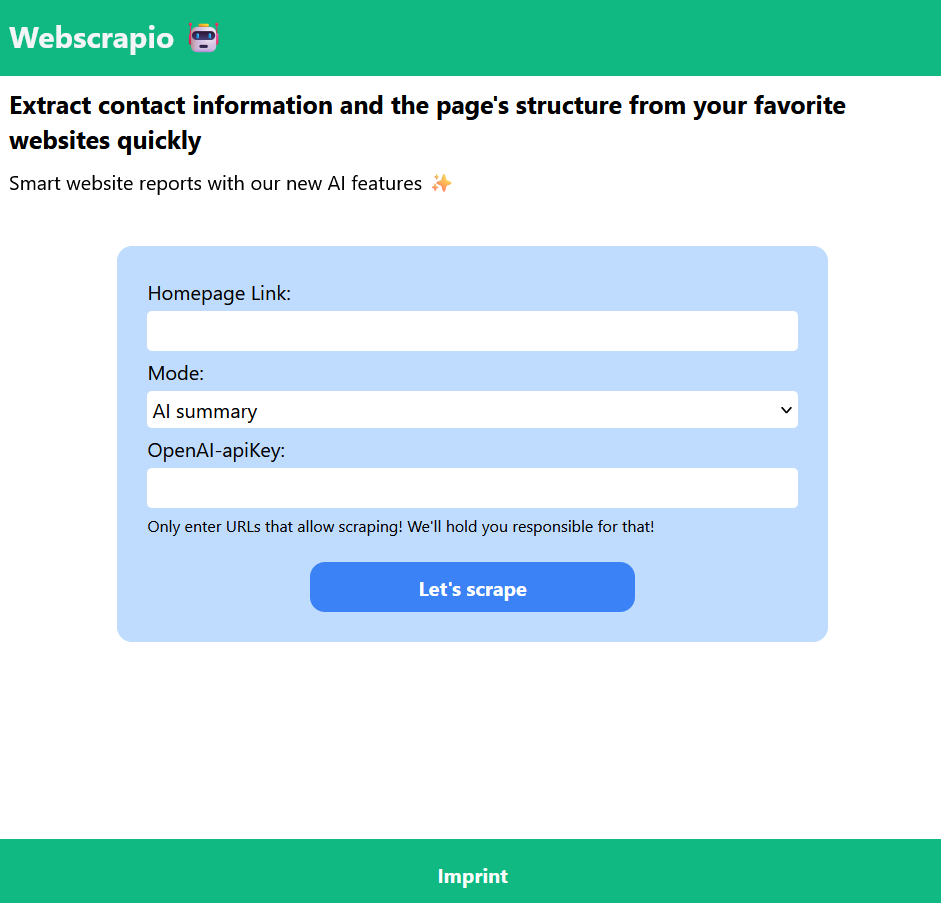 Webscrapio
Extract contact information and the page's structure from your favorite
websites quickly
Smart website reports with our new AI features ✨
Homepage Link:
Mode:
AI summary
OpenAI-apiKey:
Only enter URLs that allow scraping! We'll hold you responsible for that!
Let's scrape
Imprint